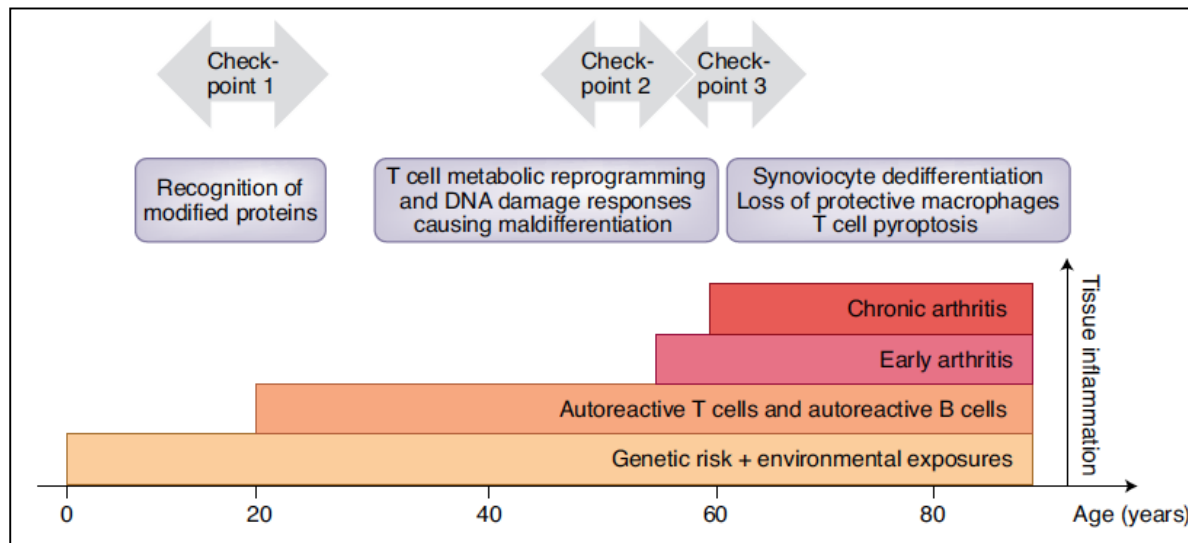 Check-
point 1
Check-
point 2
Check-
point 3
Recognition of
modified proteins
T cell metabolic reprogramming
and DNA damage responses
causing maldifferentiation
Synoviocyte dedifferentiation
Loss of protective macrophages
T cell pyroptosis
Chronic arthritis
Early arthritis
Autoreactive T cells and autoreactive B cells
Genetic risk + environmental exposures
Tissue inflammation
0 20 40 60 80 Age (years)